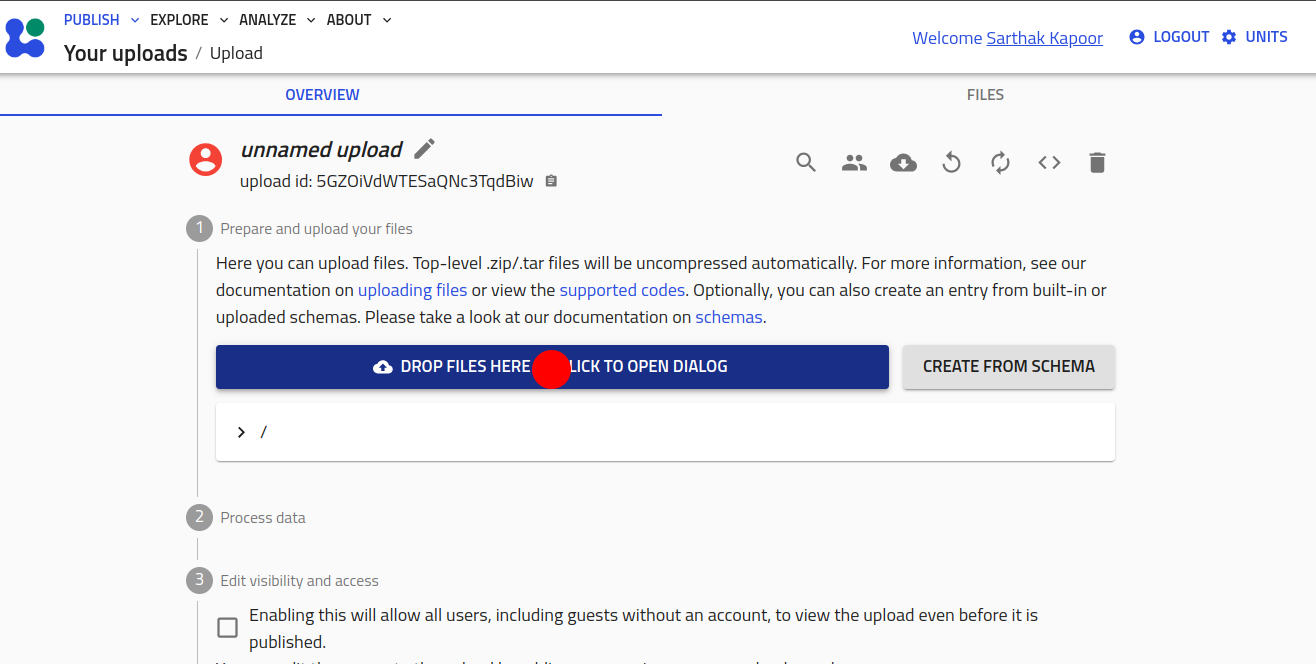 PUBLISH EXPLORE ANALYZE ABOUT
Your uploads / Upload
Welcome Sarthak Kapoor LOGOUT UNITS
OVERVIEW FILES
unnamed upload
upload id: 5GZOiVdWTESaQNc3TqdBiw
1 Prepare and upload your files
Here you can upload files. Top-level .zip/.tar files will be uncompressed automatically. For more information, see our
documentation on uploading files or view the supported codes. Optionally, you can also create an entry from built-in or
uploaded schemas. Please take a look at our documentation on schemas.
DROP FILES HERE LICK TO OPEN DIALOG CREATE FROM SCHEMA
/
2 Process data
3 Edit visibility and access
Enabling this will allow all users, including guests without an account, to view the upload even before it is
published.